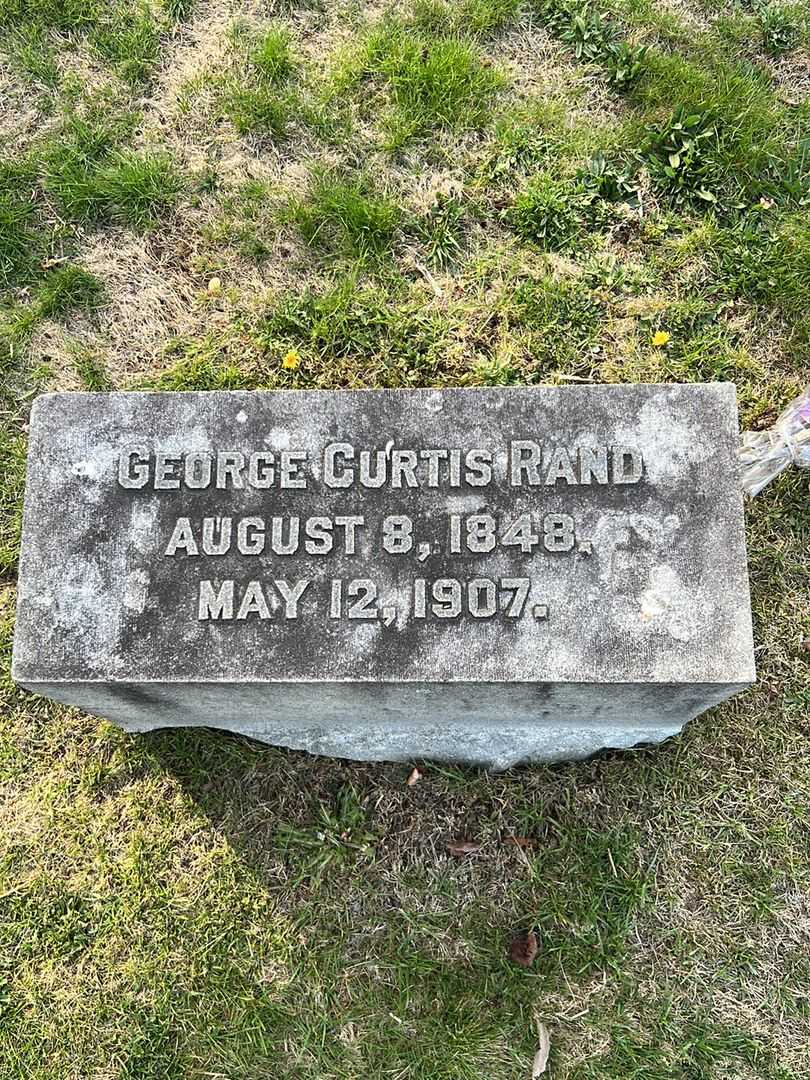 GEORGE CURTIS RAND
AUGUST 8, 1848.
MAY 12, 1907.